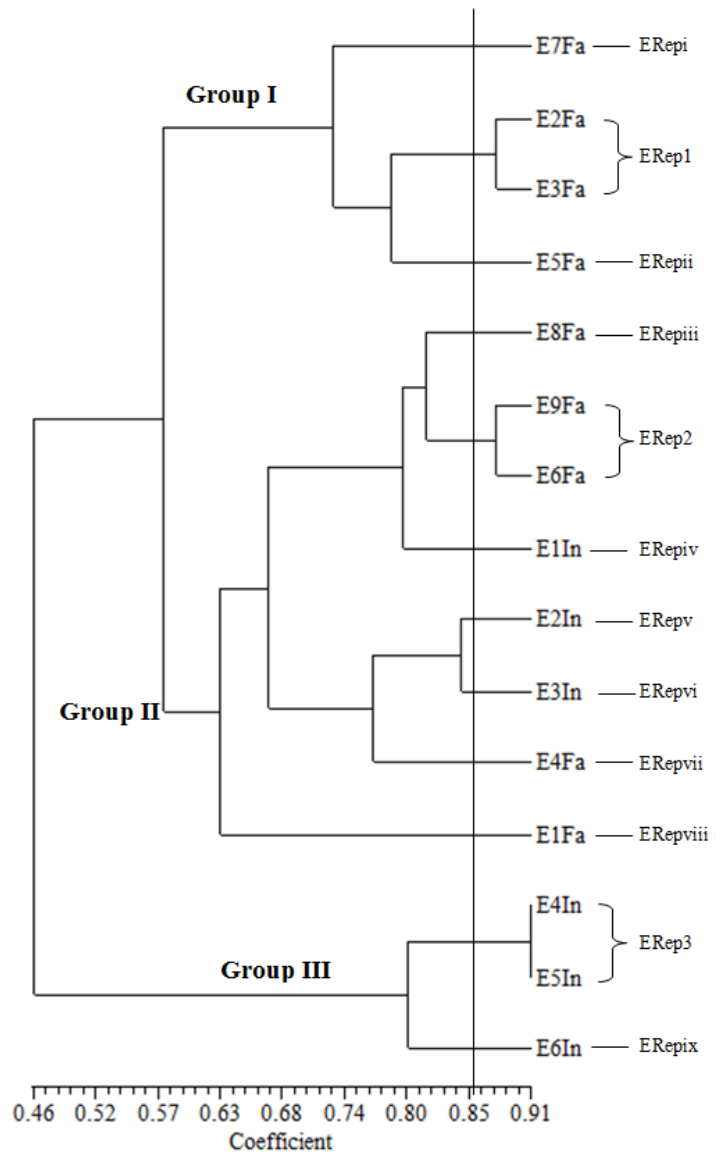 E7Fa ERepi
Group I
E2Fa
ERep1
E3Fa
E5Fa ERepii
E8Fa ERepiii
E9Fa
ERep2
E6Fa
E1In ERepiv
E2In ERepv
E3In ERepvi
Group II
E4Fa ERepvii
E1Fa ERepviii
E4In
ERep3
Group III
E5In
E6In ERepix
0.46 0.52 0.57 0.63 0.68 0.74 0.80 0.85 0.91
Coefficient